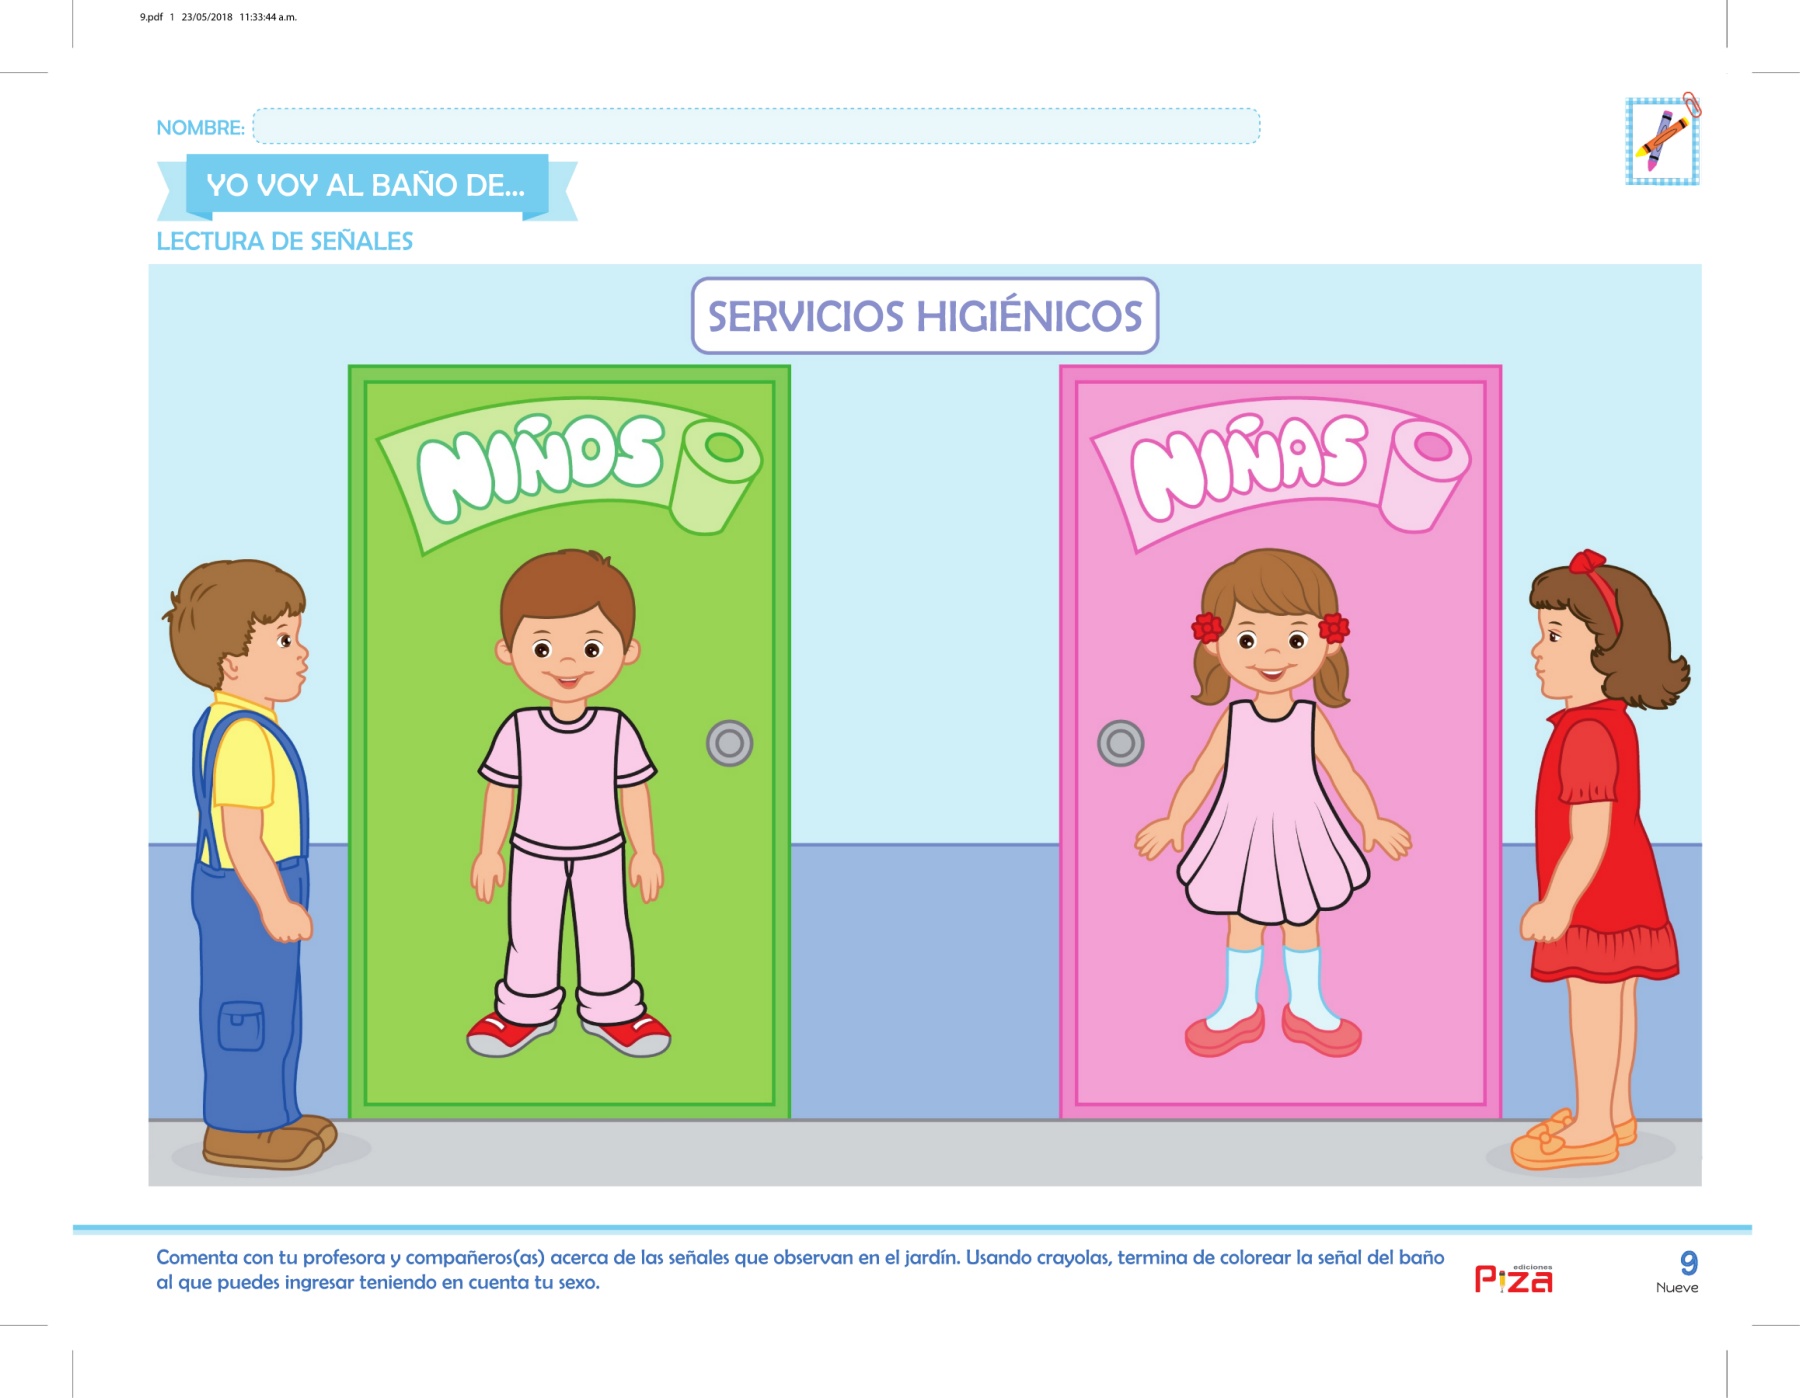 9.pdf 1 23/05/2018 11:33:44 a.m.
NOMBRE:
YO VOY AL BAÑO DE...
LECTURA DE SEÑALES
SERVICIOS HIGIÉNICOS
NIÑOS
NIÑAS
Comenta con tu profesora y compañeros(as) acerca de las señales que observan en el jardín. Usando crayolas, termina de colorear la señal del baño
al que puedes ingresar teniendo en cuenta tu sexo.
ediciones
Piza
9
Nueve